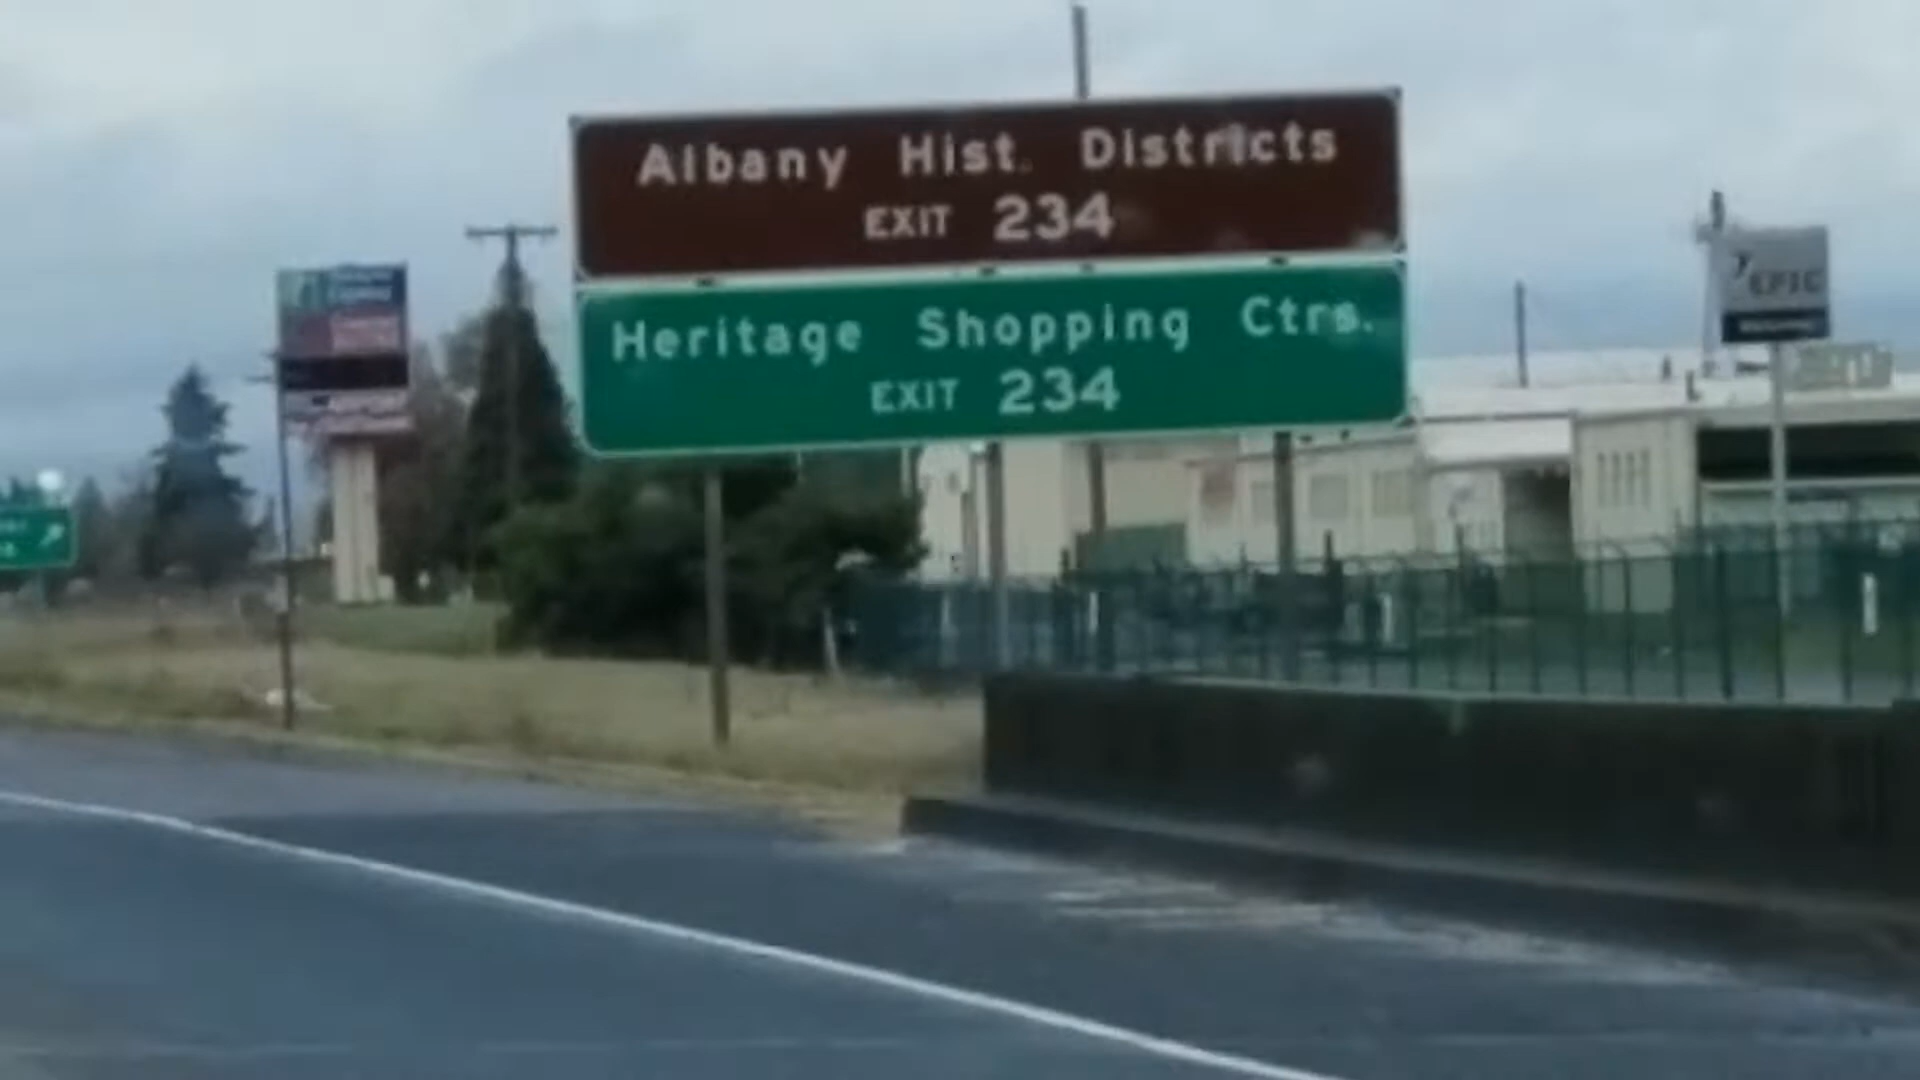 Albany Hist. Districts
EXIT 234
Heritage Shopping Ctrs.
EXIT 234
EPIC